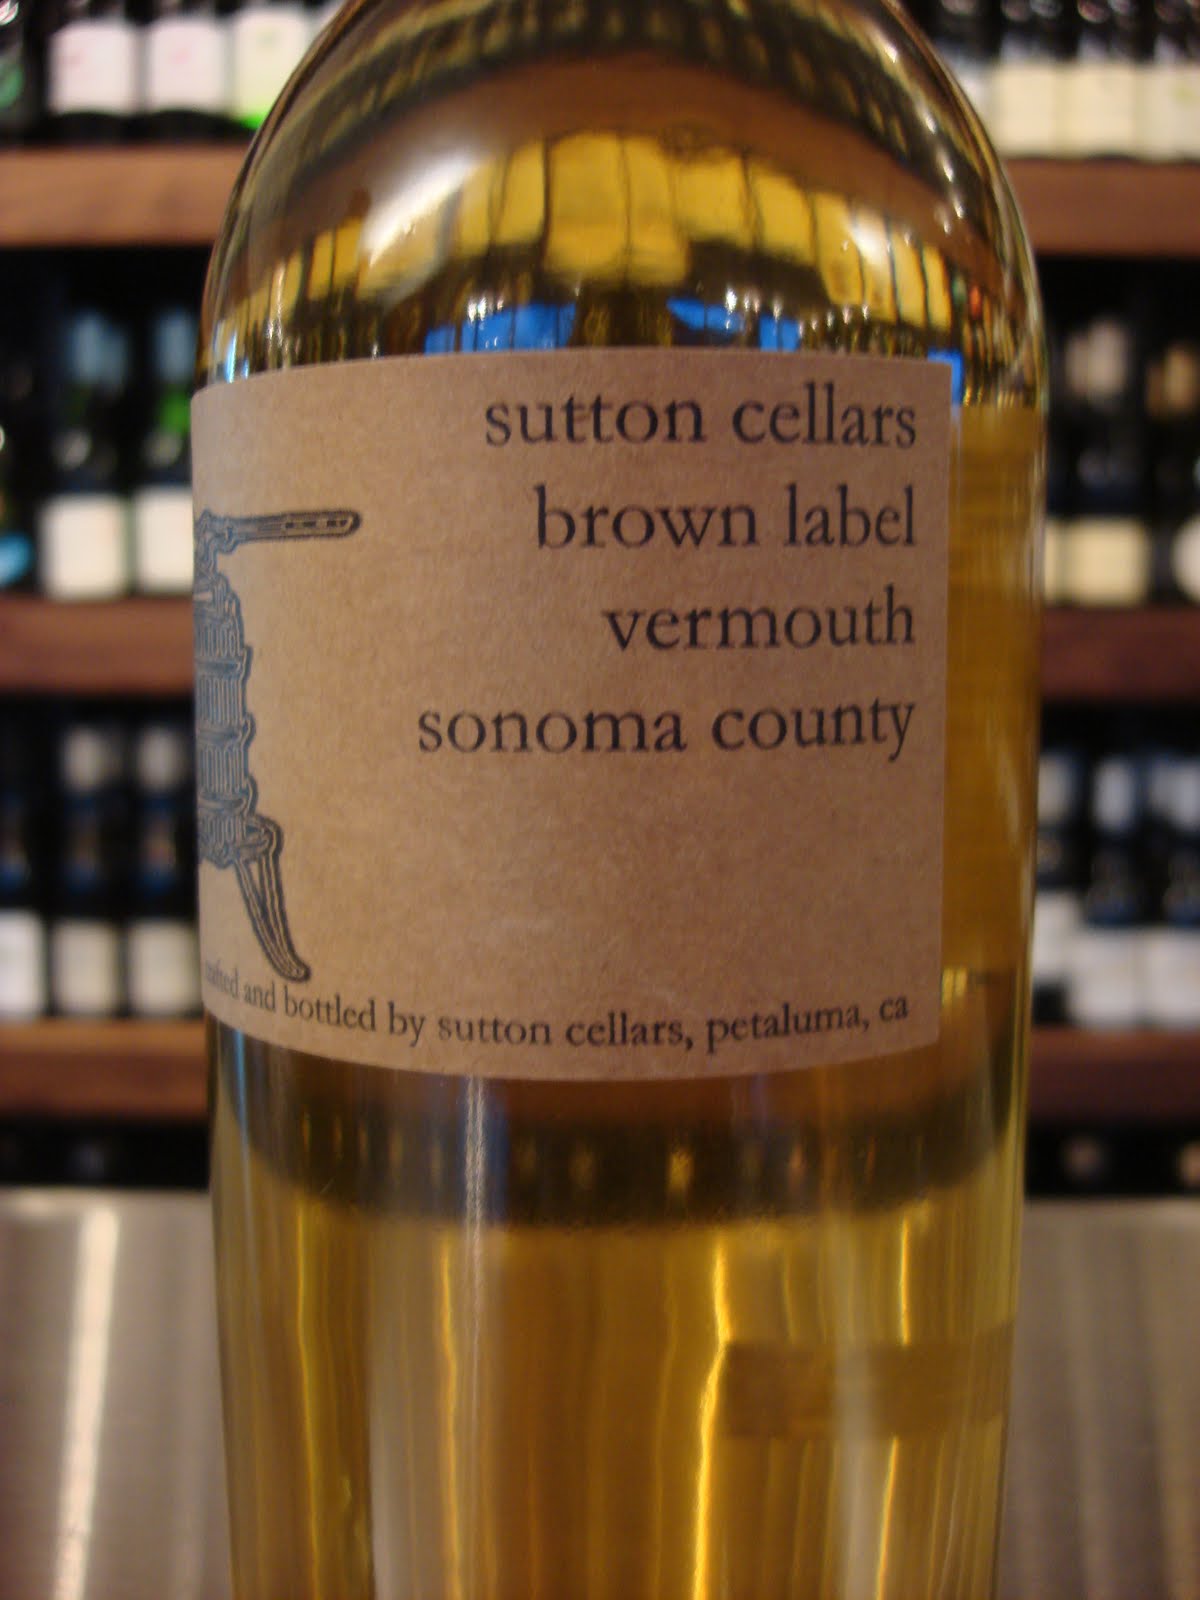 sutton cellars
brown label
vermouth
sonoma county
and bottled by sutton cellars, petaluma, ca